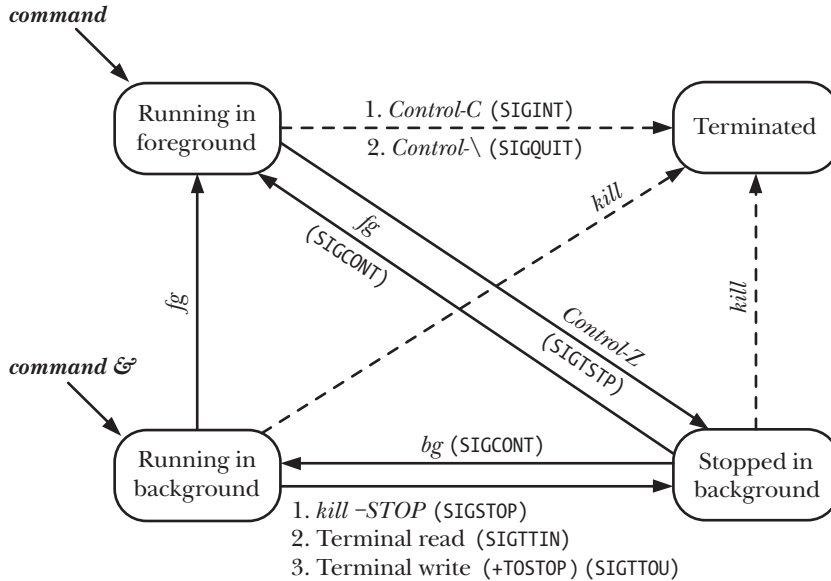 command
Running in
foreground
1. Control-C (SIGINT)
2. Control-\ (SIGQUIT)
Terminated
fg
(SIGCONT)
kill
fg
kill
Control-Z
(SIGTSTP)
command &
Running in
background
bg (SIGCONT)
Stopped in
background
1. kill –STOP (SIGSTOP)
2. Terminal read (SIGTTIN)
3. Terminal write (+TOSTOP) (SIGTTOU)